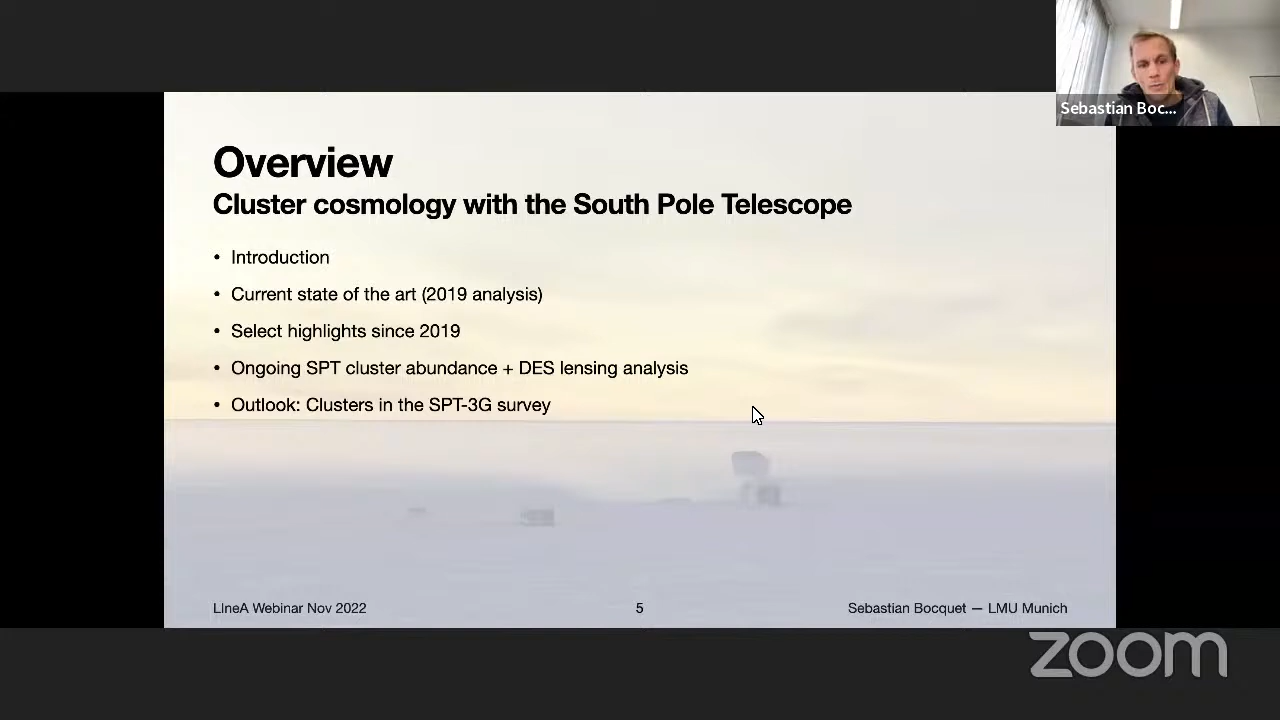 Sebastian Boc...
Overview
Cluster cosmology with the South Pole Telescope
• Introduction
• Current state of the art (2019 analysis)
• Select highlights since 2019
• Ongoing SPT cluster abundance + DES lensing analysis
• Outlook: Clusters in the SPT-3G survey
LIneA Webinar Nov 2022
5
Sebastian Bocquet — LMU Munich
zoom